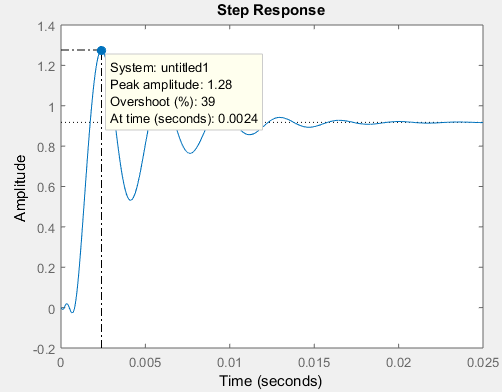 Step Response
1.4
1.2
1
0.8
0.6
0.4
0.2
0
-0.2
Amplitude
System: untitled1
Peak amplitude: 1.28
Overshoot (%): 39
At time (seconds): 0.0024
0 0.005 0.01 0.015 0.02 0.025
Time (seconds)